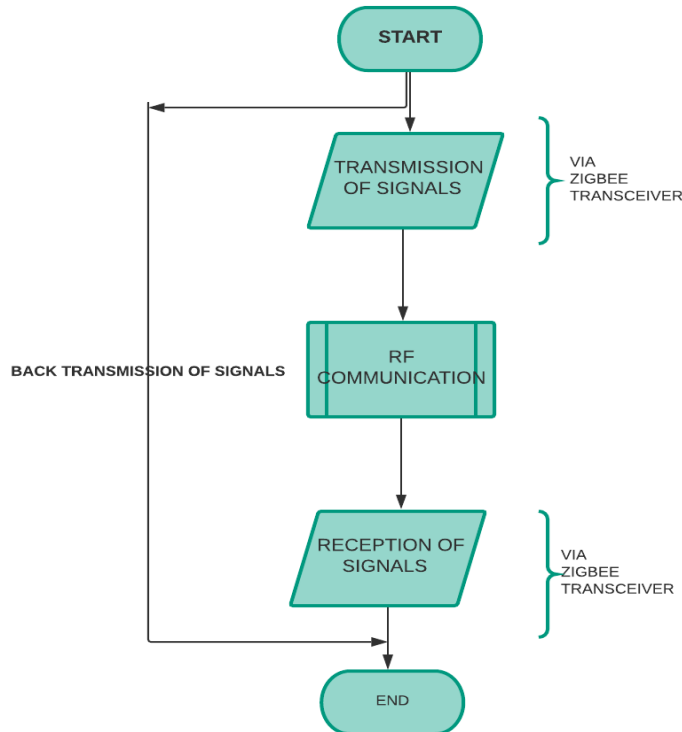 START
TRANSMISSION
OF SIGNALS
VIA
ZIGBEE
TRANSCEIVER
BACK TRANSMISSION OF SIGNALS
RF
COMMUNICATION
RECEPTION OF
SIGNALS
VIA
ZIGBEE
TRANSCEIVER
END